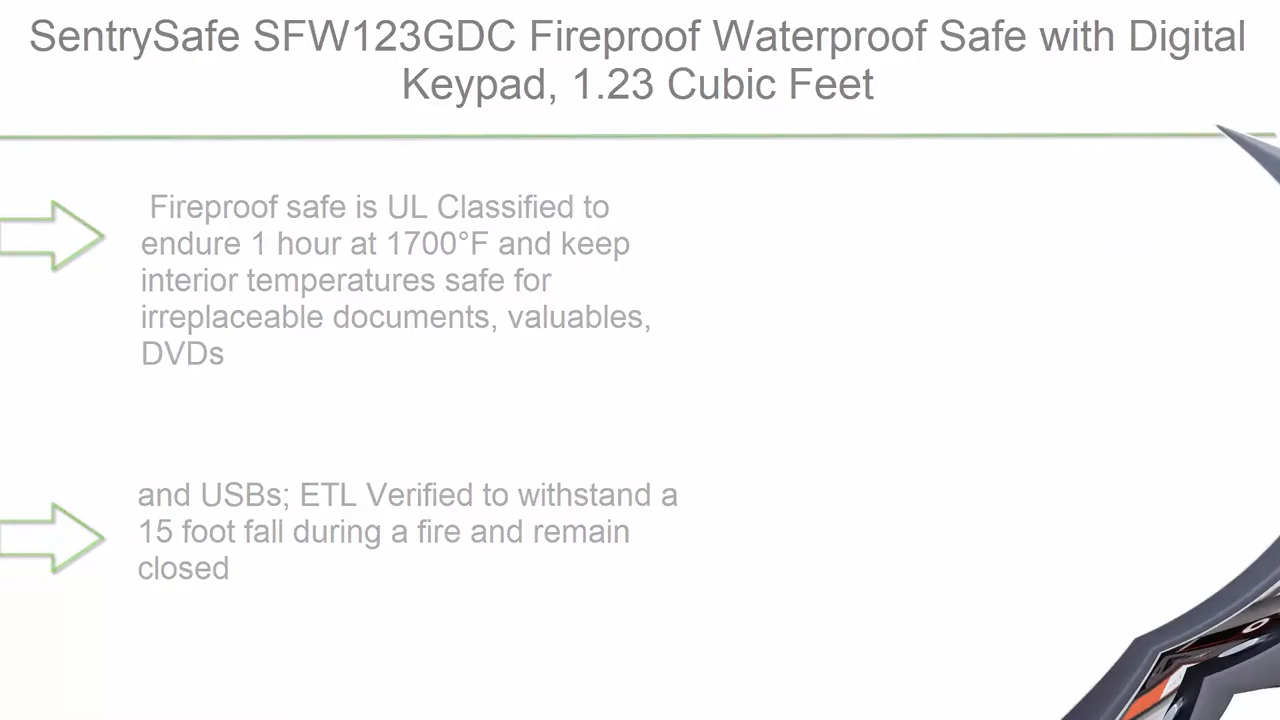 SentrySafe SFW123GDC Fireproof Waterproof Safe with Digital
Keypad, 1.23 Cubic Feet
Fireproof safe is UL Classified to
endure 1 hour at 1700°F and keep
interior temperatures safe for
irreplaceable documents, valuables,
DVDs
and USBs; ETL Verified to withstand a
15 foot fall during a fire and remain
closed